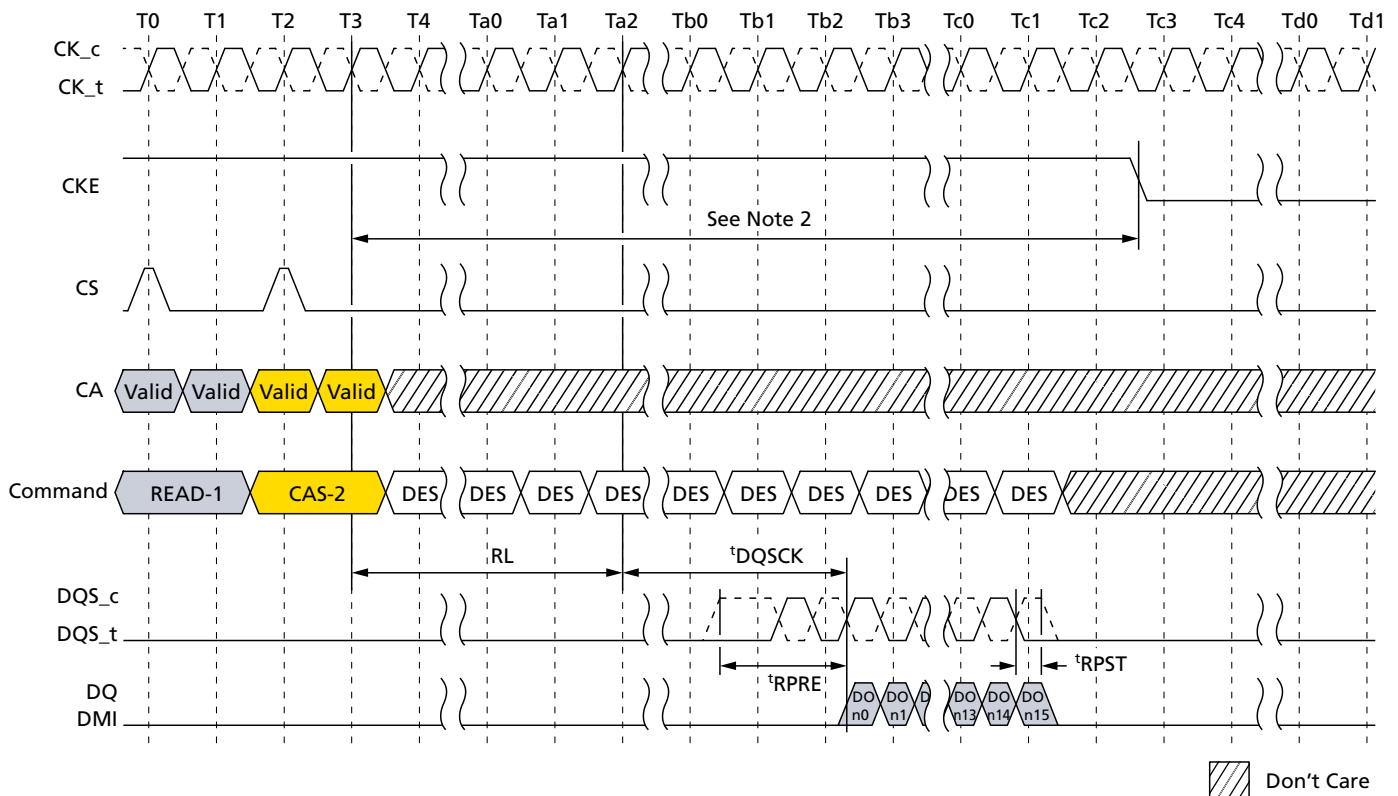 T0 T1 T2 T3 T4 Ta0 Ta1 Ta2 Tb0 Tb1 Tb2 Tb3 Tc0 Tc1 Tc2 Tc3 Tc4 Td0 Td1
CK_c
CK_t
CKE
See Note 2
CS
CA Valid Valid Valid Valid
Command READ-1 CAS-2 DES DES DES DES DES DES DES DES DES DES
RL tDQSCK
DQS_c
DQS_t
tRPRE tRPST
DQ DO DO D DO DO DO
DMI n0 n1 n13 n14 n15
Don't Care